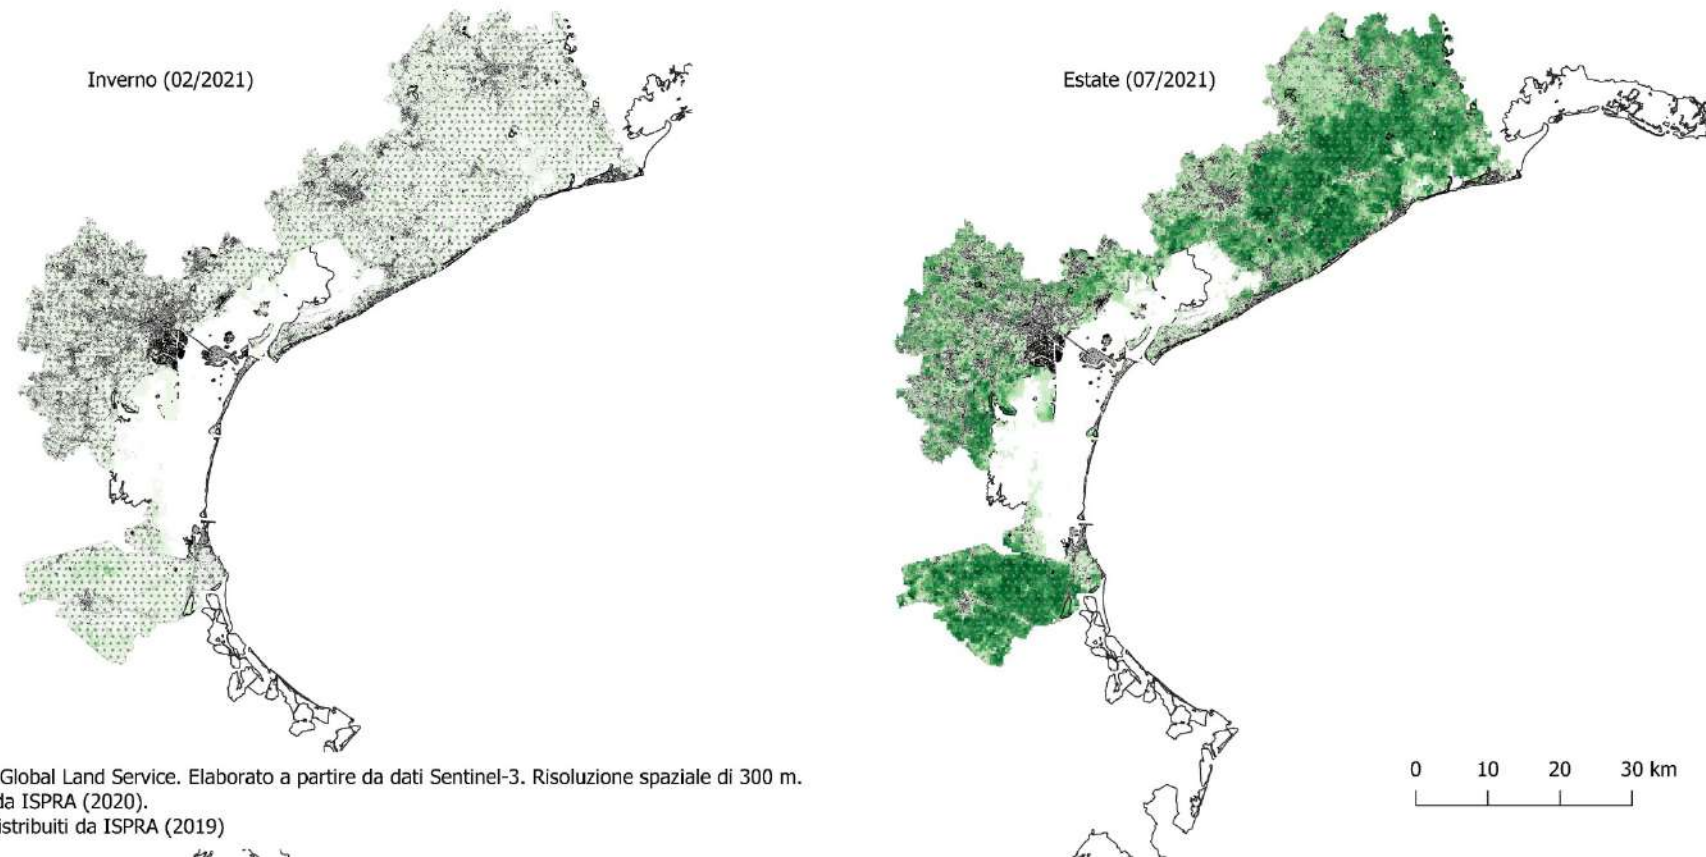 Inverno (02/2021)
Estate (07/2021)
Global Land Service. Elaborato a partire da dati Sentinel-3. Risoluzione spaziale di 300 m.
da ISPRA (2020).
istribuiti da ISPRA (2019)
0 10 20 30 km